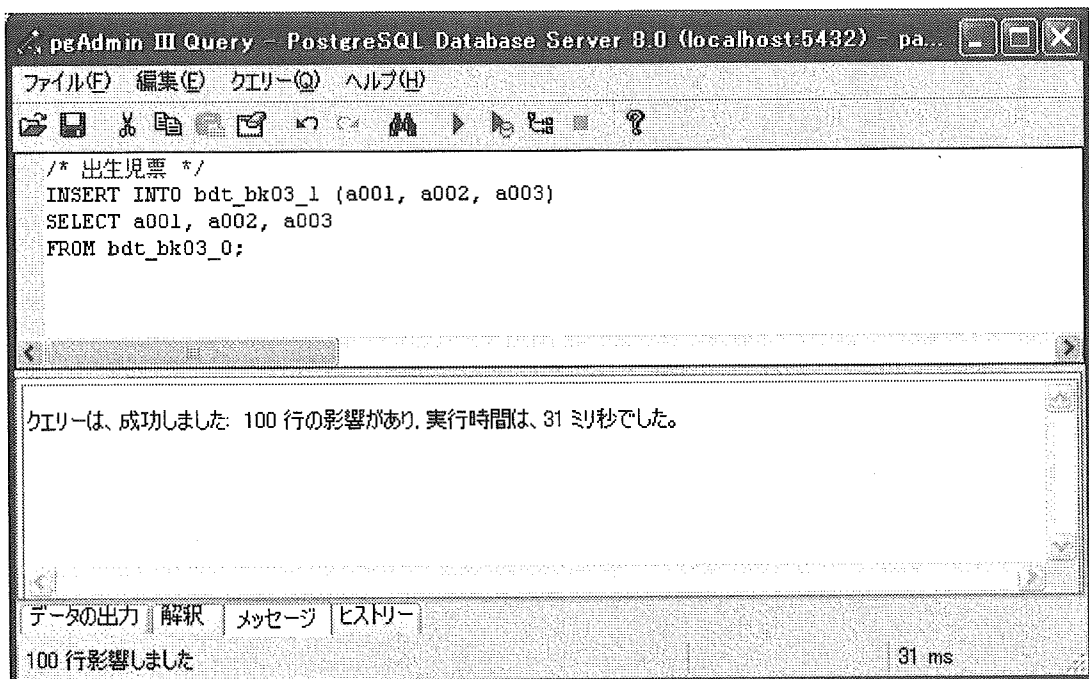 pgAdmin III Query - PostgreSQL Database Server 8.0 (localhost:5432) - pa...
ファイル(F) 編集(E) クエリー(Q) ヘルプ(H)
/* 出生児票 */
INSERT INTO bdt_bk03_1 (a001, a002, a003)
SELECT a001, a002, a003
FROM bdt_bk03_0;
クエリーは、成功しました: 100 行の影響があり, 実行時間は、31 ミリ秒でした。
データの出力 解釈 メッセージ ヒストリー
100 行影響しました 31 ms